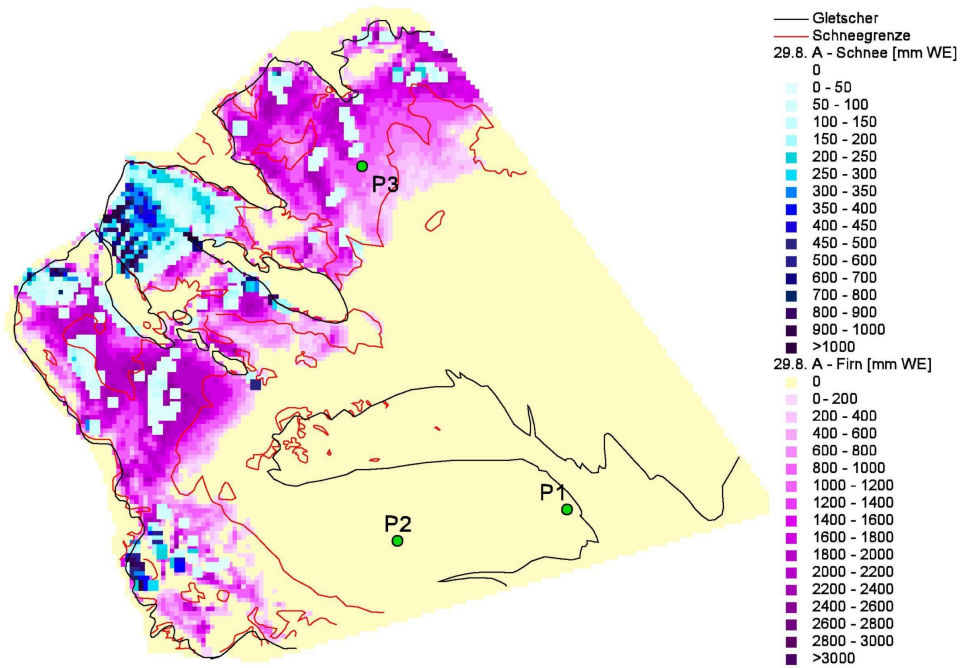 Gletscher
Schneegrenze
29.8. A - Schnee [mm WE]
0
0 - 50
50 - 100
100 - 150
150 - 200
200 - 250
250 - 300
300 - 350
350 - 400
400 - 450
450 - 500
500 - 600
600 - 700
700 - 800
800 - 900
900 - 1000
>1000
29.8. A - Firn [mm WE]
0
0 - 200
200 - 400
400 - 600
600 - 800
800 - 1000
1000 - 1200
1200 - 1400
1400 - 1600
1600 - 1800
1800 - 2000
2000 - 2200
2200 - 2400
2400 - 2600
2600 - 2800
2800 - 3000
>3000
P3
P1
P2